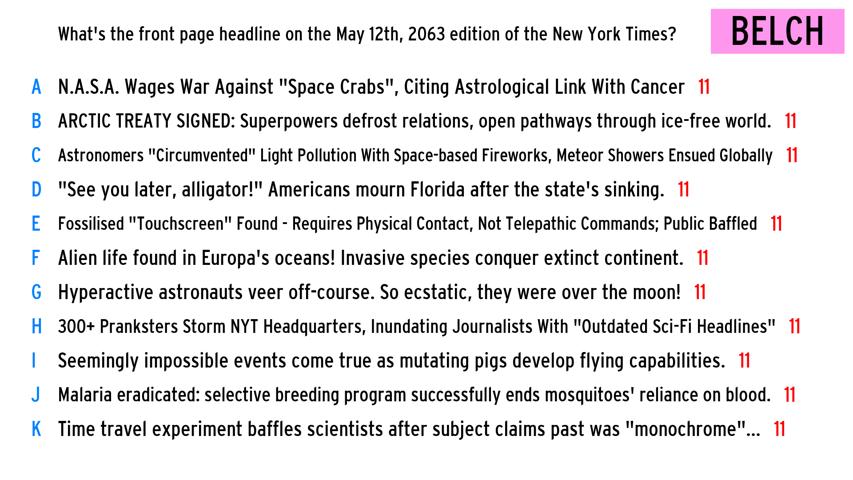 What's the front page headline on the May 12th, 2063 edition of the New York Times? BELCH
A N.A.S.A. Wages War Against "Space Crabs", Citing Astrological Link With Cancer 11
B ARCTIC TREATY SIGNED: Superpowers defrost relations, open pathways through ice-free world. 11
C Astronomers "Circumvented" Light Pollution With Space-based Fireworks, Meteor Showers Ensued Globally 11
D "See you later, alligator!" Americans mourn Florida after the state's sinking. 11
E Fossilised "Touchscreen" Found - Requires Physical Contact, Not Telepathic Commands; Public Baffled 11
F Alien life found in Europa's oceans! Invasive species conquer extinct continent. 11
G Hyperactive astronauts veer off-course. So ecstatic, they were over the moon! 11
H 300+ Pranksters Storm NYT Headquarters, Inundating Journalists With "Outdated Sci-Fi Headlines" 11
I Seemingly impossible events come true as mutating pigs develop flying capabilities. 11
J Malaria eradicated: selective breeding program successfully ends mosquitoes' reliance on blood. 11
K Time travel experiment baffles scientists after subject claims past was "monochrome"... 11